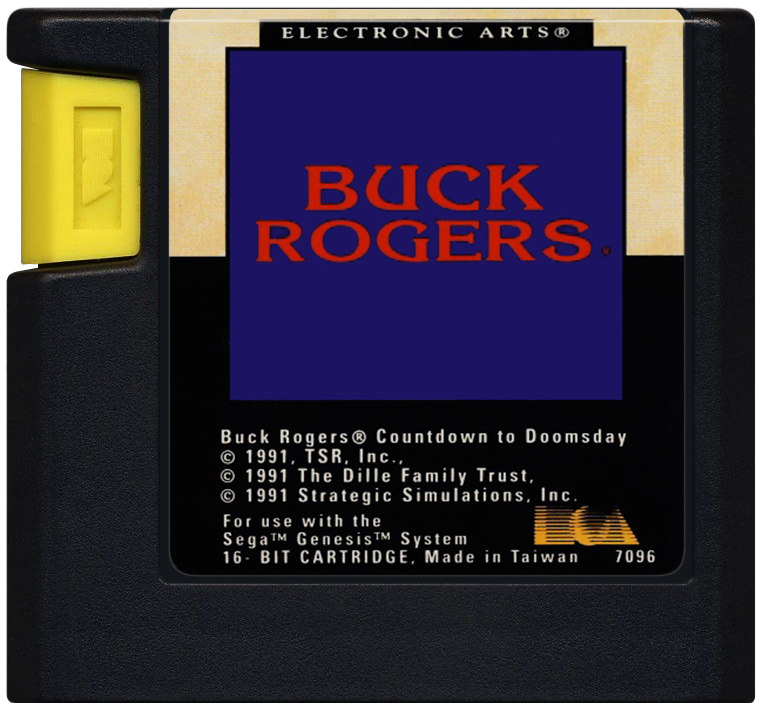 ELECTRONIC ARTS®
BUCK
ROGERS®
Buck Rogers® Countdown to Doomsday
© 1991, TSR, Inc.,
© 1991 The Dille Family Trust,
© 1991 Strategic Simulations, Inc.
For use with the
Sega™ Genesis™ System
16- BIT CARTRIDGE, Made in Taiwan 7096
EA